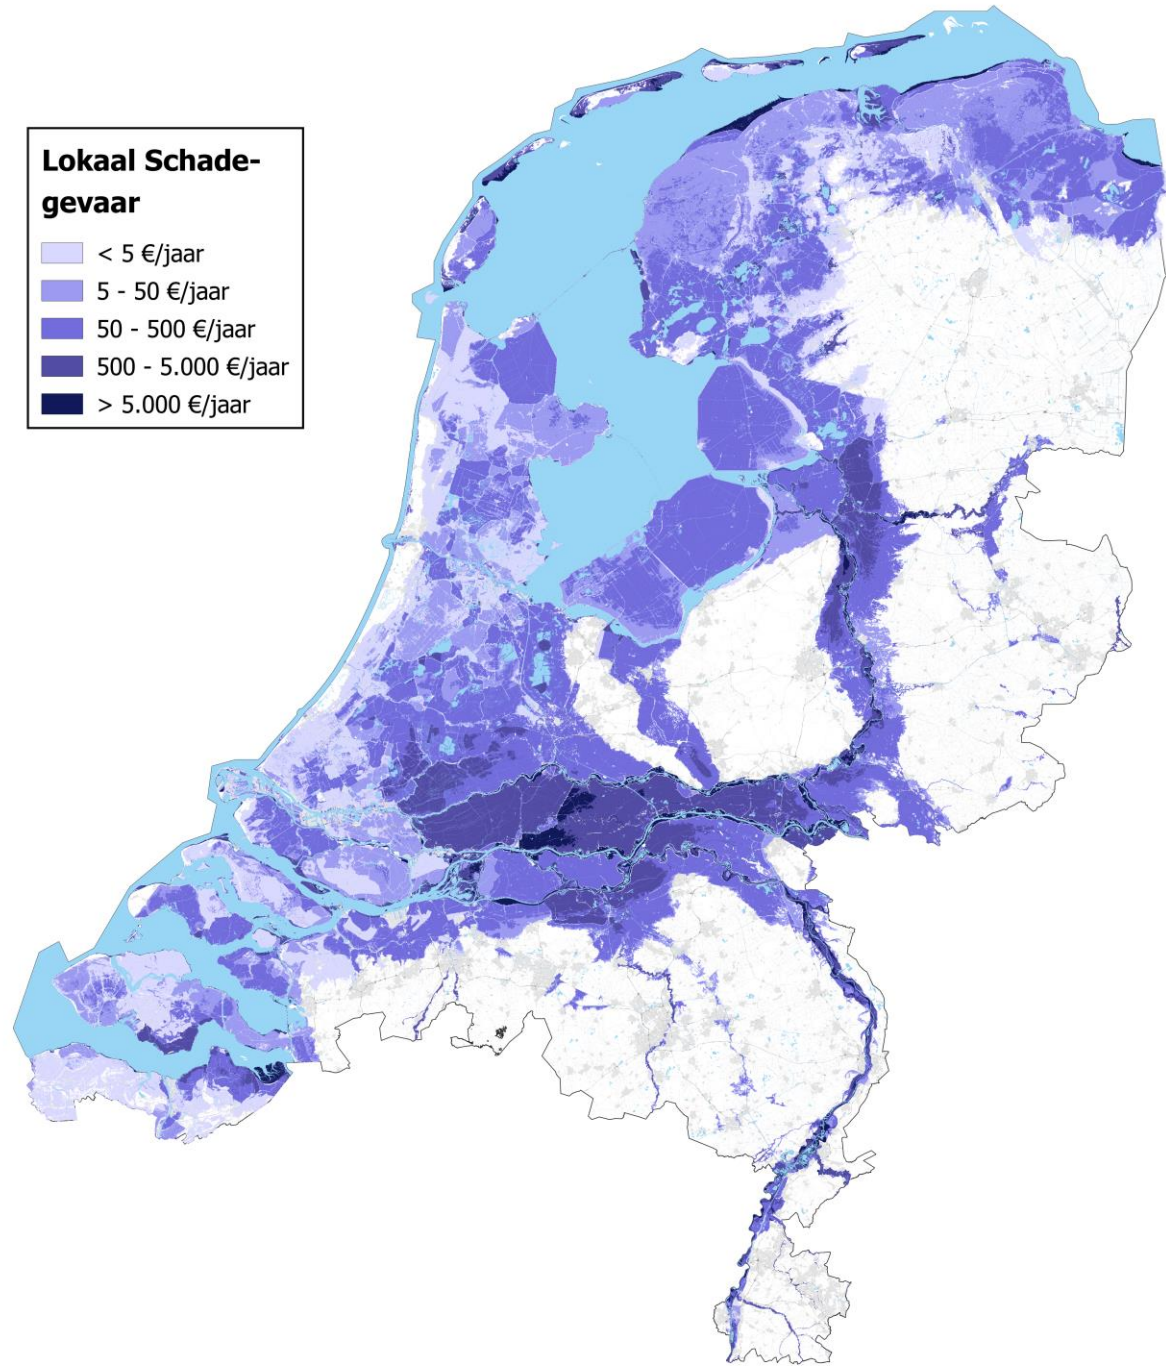 Lokaal Schade-
gevaar
< 5 €/jaar
5 - 50 €/jaar
50 - 500 €/jaar
500 - 5.000 €/jaar
> 5.000 €/jaar